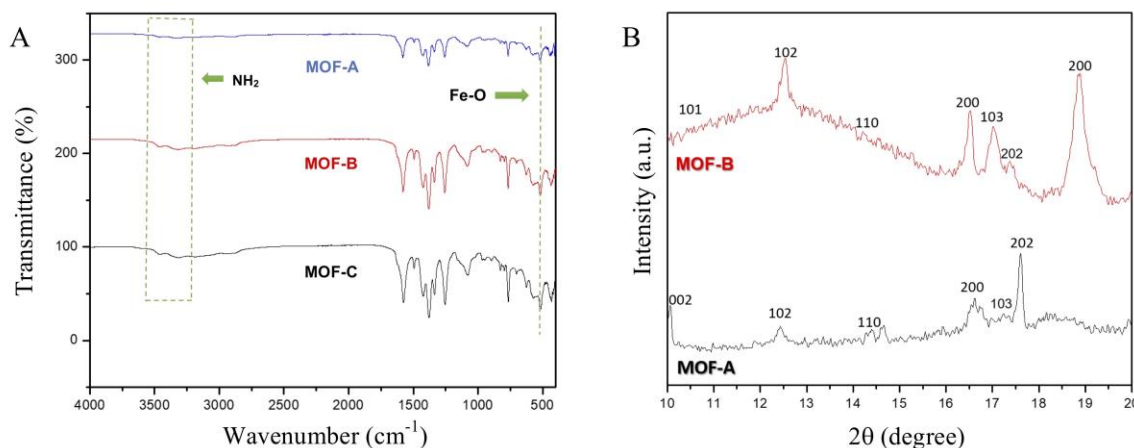 A
Transmittance (%)
300
200
100
0
MOF-A
NH₂
Fe-O
MOF-B
MOF-C
4000 3500 3000 2500 2000 1500 1000 500
Wavenumber (cm⁻¹)
B
Intensity (a.u.)
101
102
110
200
103
202
200
MOF-B
002
102
110
200
103
202
MOF-A
10 11 12 13 14 15 16 17 18 19 20
2θ (degree)